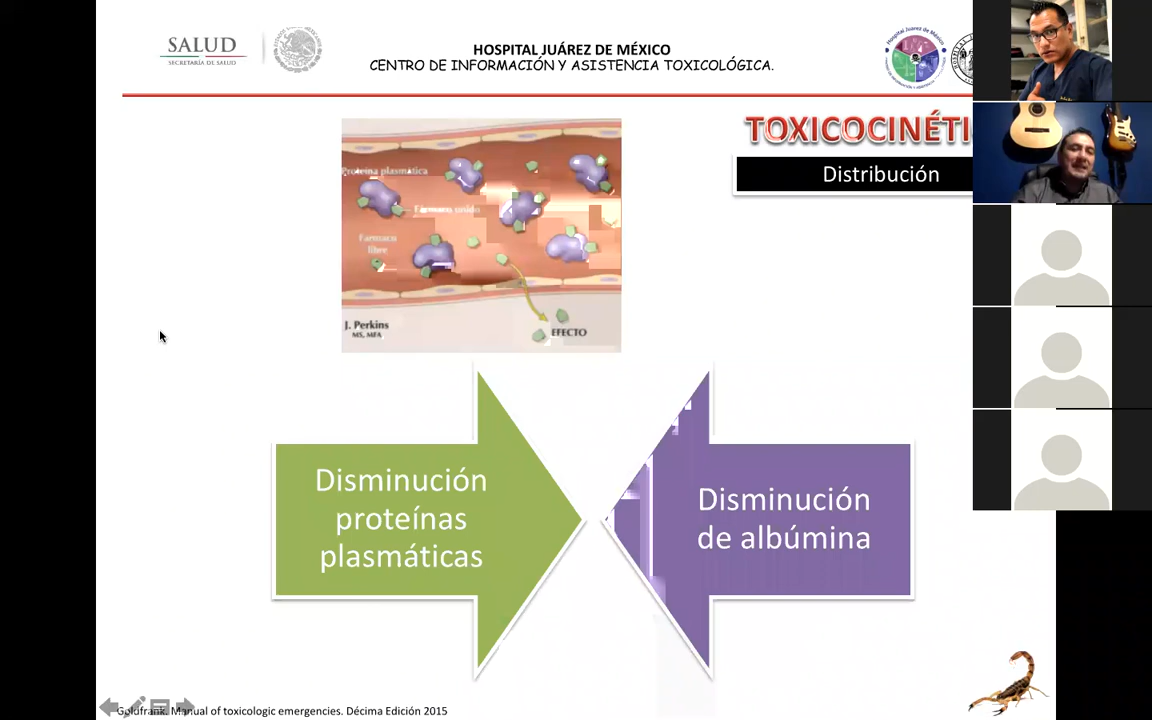 SALUD
SECRETARÍA DE SALUD
HOSPITAL JUÁREZ DE MÉXICO
CENTRO DE INFORMACIÓN Y ASISTENCIA TOXICOLÓGICA.
TOXICOCINÉTI
Distribución
Proteína plasmática
Fármaco unido
Fármaco
libre
J. Perkins
MS, MFA
EFECTO
Disminución
proteínas
plasmáticas
Disminución
de albúmina
Goldfrank. Manual of toxicologic emergencies. Décima Edición 2015